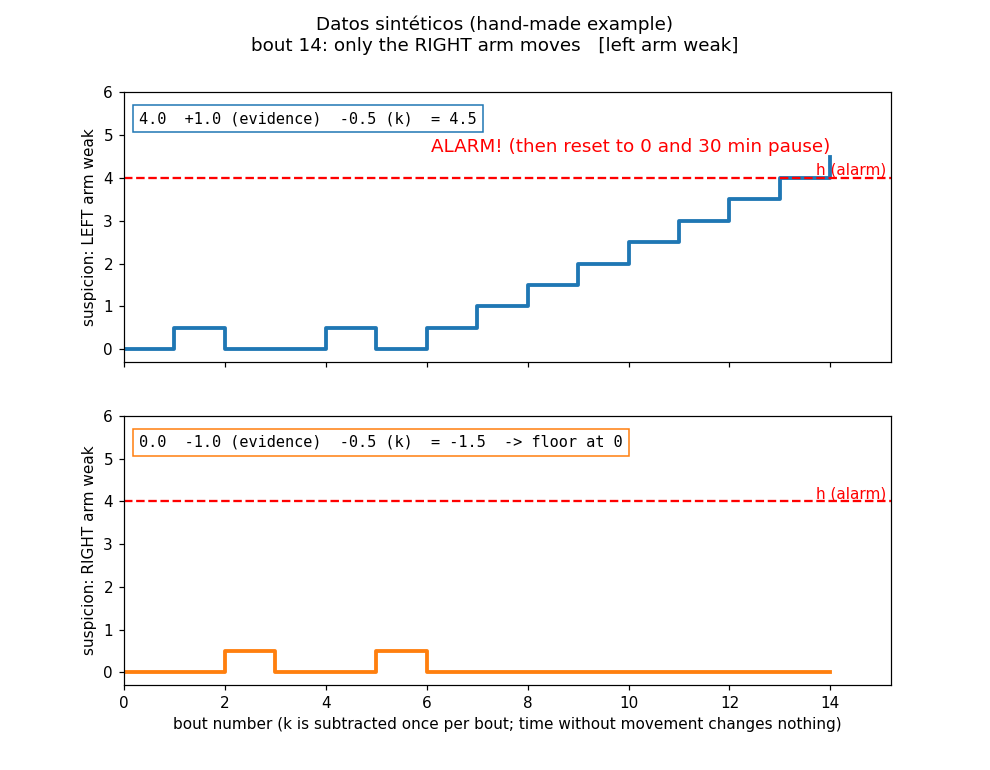 Datos sintéticos (hand-made example)
bout 14: only the RIGHT arm moves [left arm weak]
6
5
4
3
2
1
0
suspicion: LEFT arm weak
4.0 +1.0 (evidence) -0.5 (k) = 4.5
ALARM! (then reset to 0 and 30 min pause)
h (alarm)
6
5
4
3
2
1
0
suspicion: RIGHT arm weak
0.0 -1.0 (evidence) -0.5 (k) = -1.5 -> floor at 0
h (alarm)
0 2 4 6 8 10 12 14
bout number (k is subtracted once per bout; time without movement changes nothing)